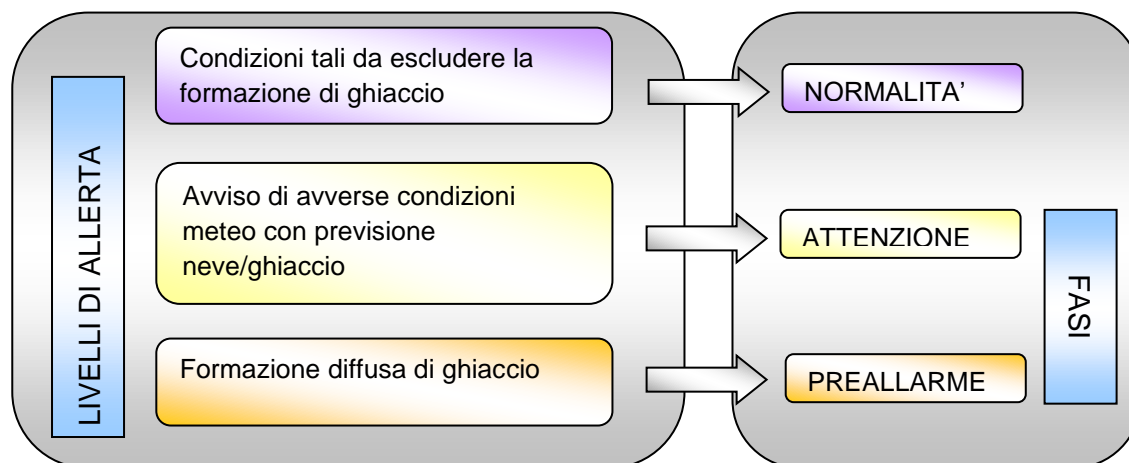 LIVELLI DI ALLERTA
Condizioni tali da escludere la
formazione di ghiaccio
NORMALITA’
Avviso di avverse condizioni
meteo con previsione
neve/ghiaccio
ATTENZIONE
Formazione diffusa di ghiaccio
PREALLARME
FASI